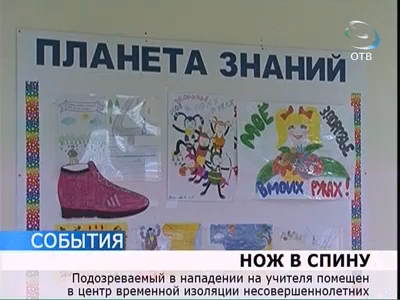 ОТВ
ПЛАНЕТА ЗНАНИЙ
МОЁ
ЗДОРОВЬЕ
В МОИХ РУКАХ!
СОБЫТИЯ
НОЖ В СПИНУ
Подозреваемый в нападении на учителя помещен
в центр временной изоляции несовершеннолетних